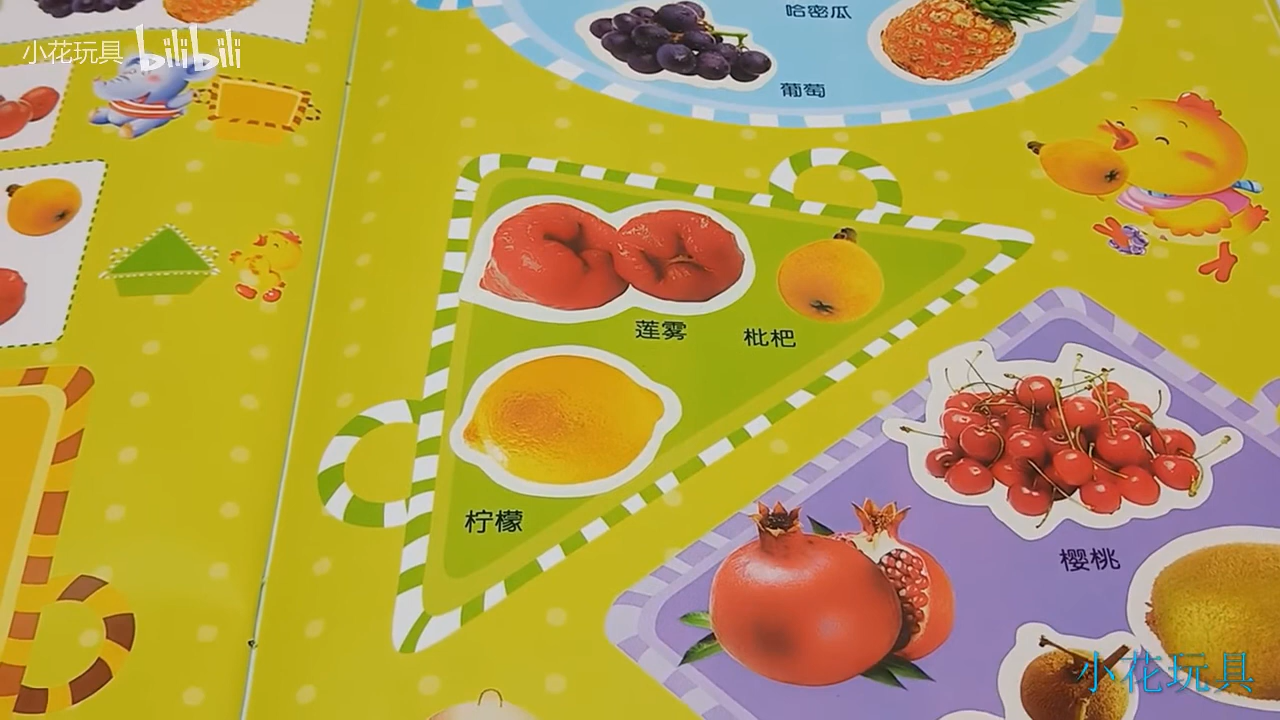 小花玩具 bilibili
哈密瓜
葡萄
莲雾
枇杷
柠檬
樱桃
小花玩具